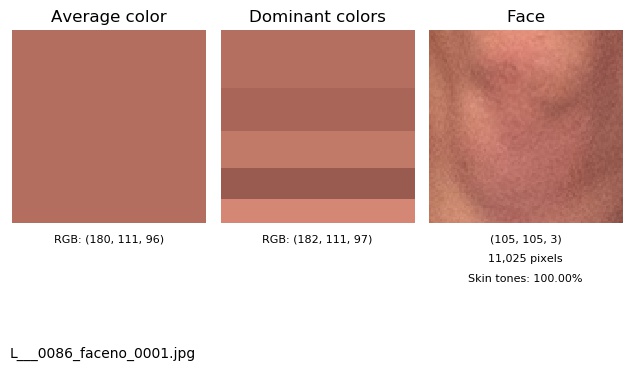 Average color
Dominant colors
Face
RGB: (180, 111, 96)
RGB: (182, 111, 97)
(105, 105, 3)
11,025 pixels
Skin tones: 100.00%
L___0086_faceno_0001.jpg